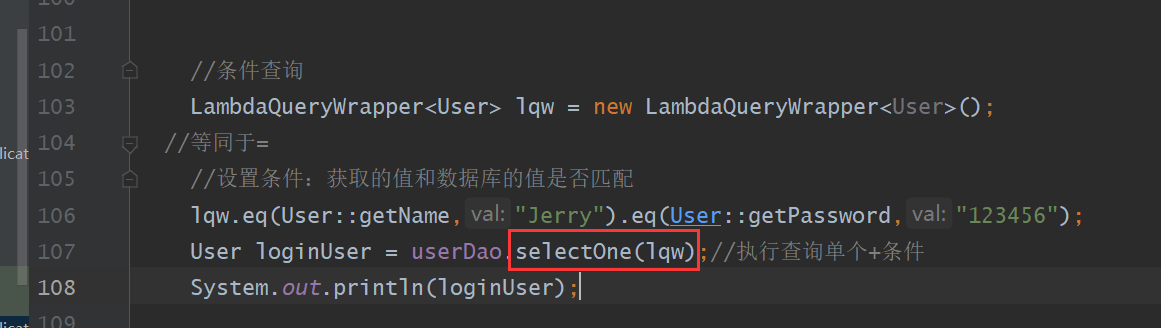 101
102 //条件查询
103 LambdaQueryWrapper<User> lqw = new LambdaQueryWrapper<User>();
104 //等同于=
licat
105 //设置条件：获取的值和数据库的值是否匹配
106 lqw.eq(User::getName, val: "Jerry").eq(User::getPassword, val: "123456");
107 User loginUser = userDao.selectOne(lqw);//执行查询单个+条件
108 System.out.println(loginUser);
109
licat